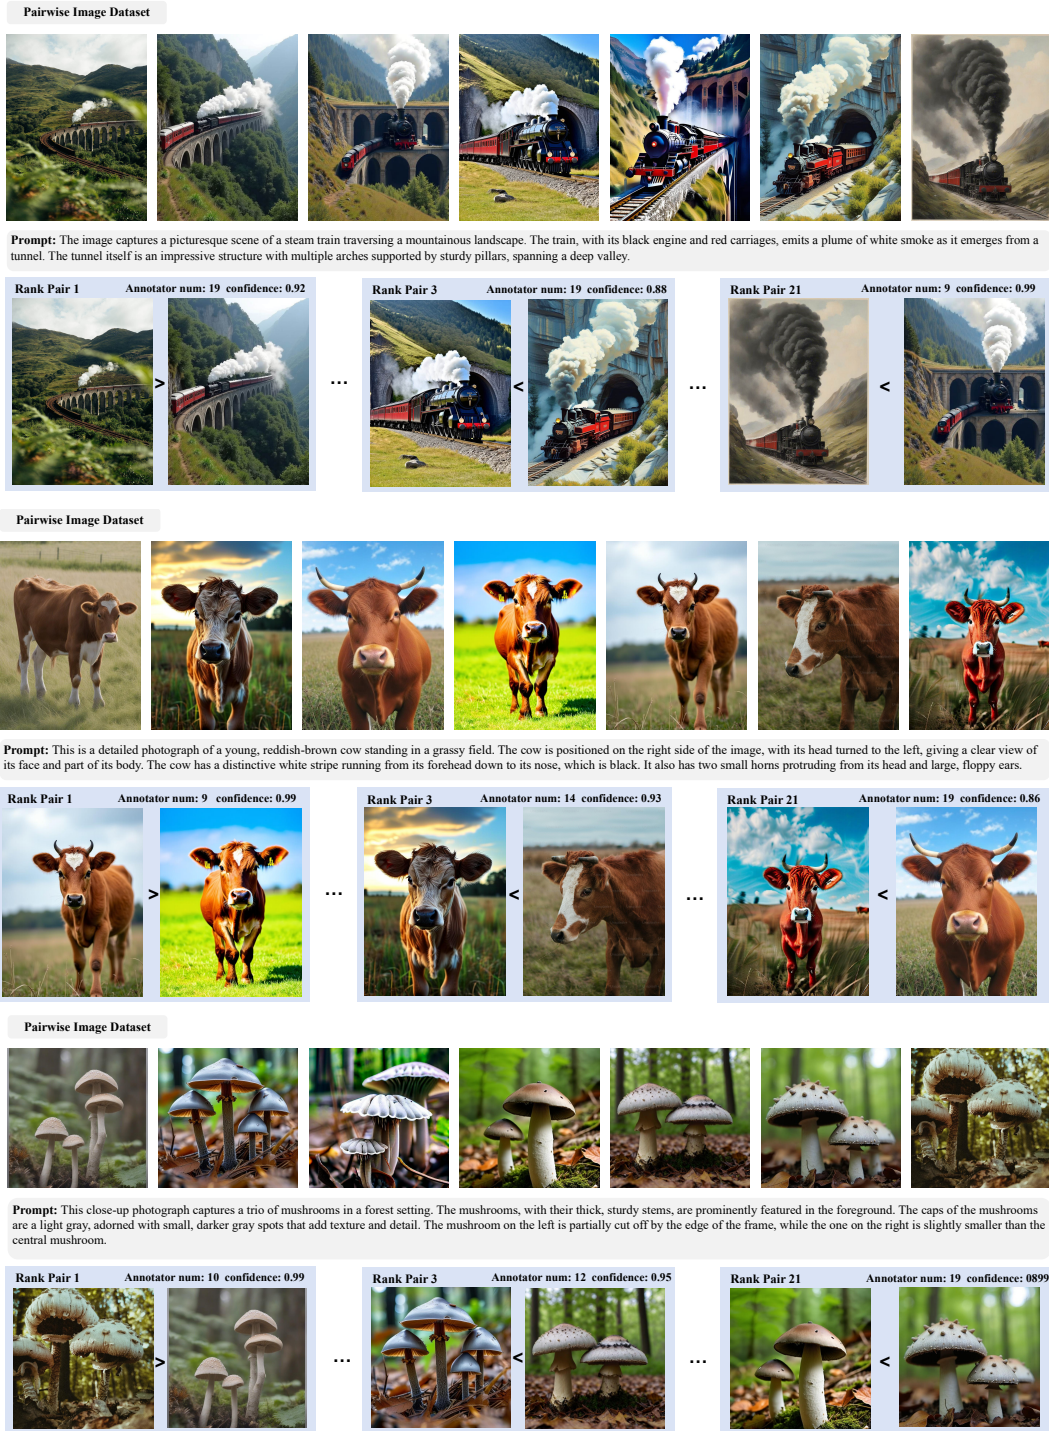 Pairwise Image Dataset
Prompt: The image captures a picturesque scene of a steam train traversing a mountainous landscape. The train, with its black engine and red carriages, emits a plume of white smoke as it emerges from a
tunnel. The tunnel itself is an impressive structure with multiple arches supported by sturdy pillars, spanning a deep valley.
Rank Pair 1 Annotator num: 19 confidence: 0.92
Rank Pair 3 Annotator num: 19 confidence: 0.88
Rank Pair 21 Annotator num: 9 confidence: 0.99
>
...
<
...
<
Pairwise Image Dataset
Prompt: This is a detailed photograph of a young, reddish-brown cow standing in a grassy field. The cow is positioned on the right side of the image, with its head turned to the left, giving a clear view of
its face and part of its body. The cow has a distinctive white stripe running from its forehead down to its nose, which is black. It also has two small horns protruding from its head and large, floppy ears.
Rank Pair 1 Annotator num: 9 confidence: 0.99
Rank Pair 3 Annotator num: 14 confidence: 0.93
Rank Pair 21 Annotator num: 19 confidence: 0.86
>
...
<
...
<
Pairwise Image Dataset
Prompt: This close-up photograph captures a trio of mushrooms in a forest setting. The mushrooms, with their thick, sturdy stems, are prominently featured in the foreground. The caps of the mushrooms
are a light gray, adorned with small, darker gray spots that add texture and detail. The mushroom on the left is partially cut off by the edge of the frame, while the one on the right is slightly smaller than the
central mushroom.
Rank Pair 1 Annotator num: 10 confidence: 0.99
Rank Pair 3 Annotator num: 12 confidence: 0.95
Rank Pair 21 Annotator num: 19 confidence: 0899
>
...
<
...
<